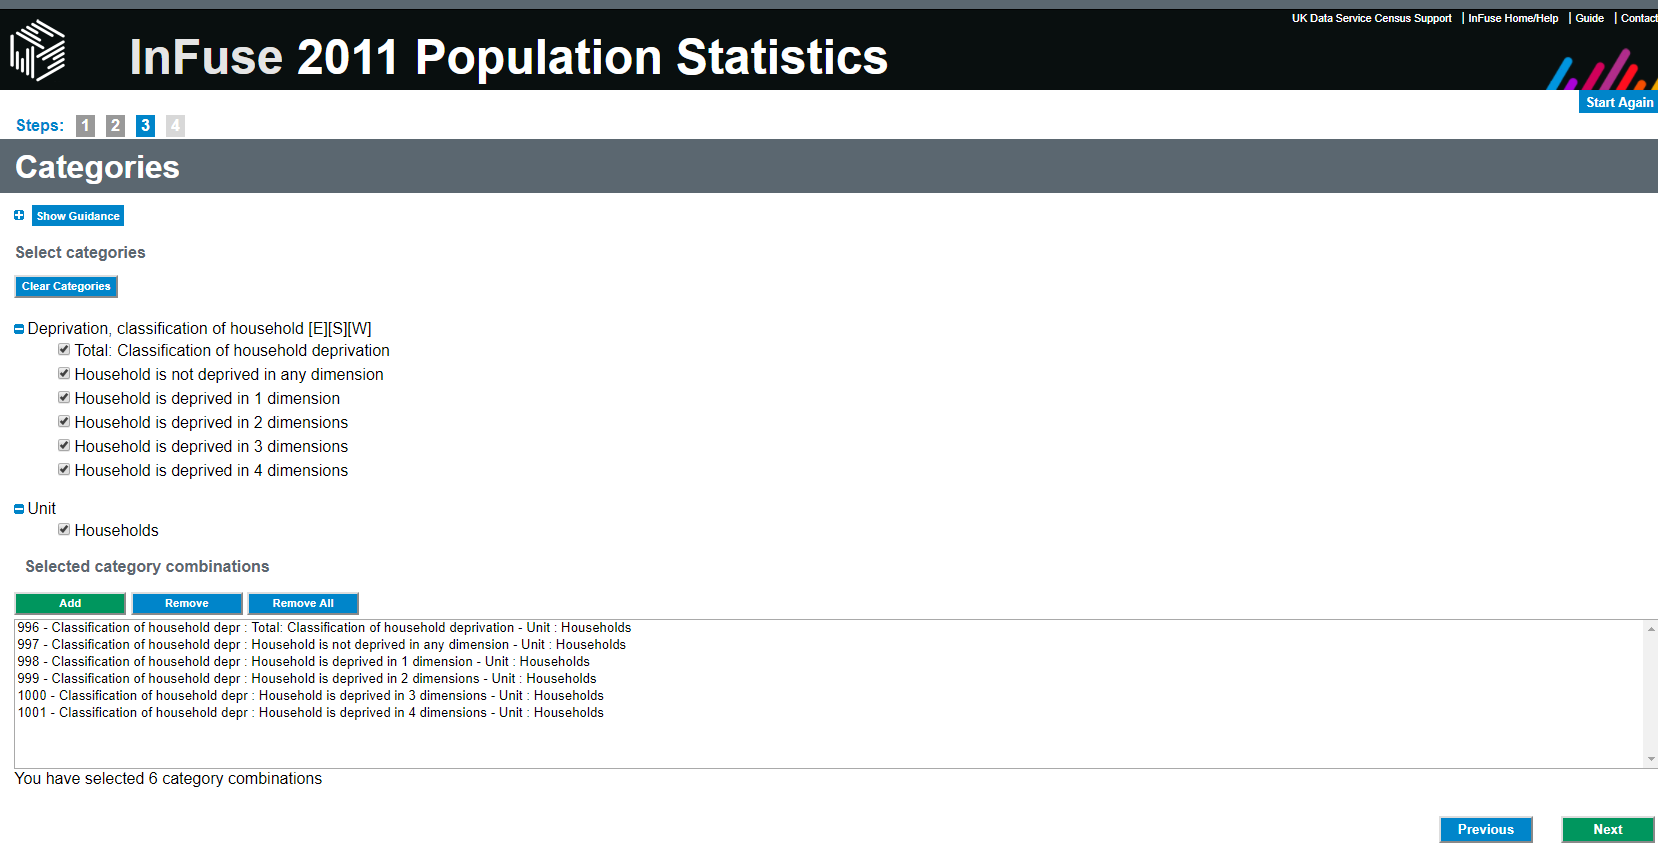 UK Data Service Census Support | InFuse Home/Help | Guide | Contact
InFuse 2011 Population Statistics
Start Again
Steps: 1 2 3 4
Categories
Show Guidance
Select categories
Clear Categories
Deprivation, classification of household [E][S][W]
Total: Classification of household deprivation
Household is not deprived in any dimension
Household is deprived in 1 dimension
Household is deprived in 2 dimensions
Household is deprived in 3 dimensions
Household is deprived in 4 dimensions
Unit
Households
Selected category combinations
Add Remove Remove All
996 - Classification of household depr : Total: Classification of household deprivation - Unit : Households
997 - Classification of household depr : Household is not deprived in any dimension - Unit : Households
998 - Classification of household depr : Household is deprived in 1 dimension - Unit : Households
999 - Classification of household depr : Household is deprived in 2 dimensions - Unit : Households
1000 - Classification of household depr : Household is deprived in 3 dimensions - Unit : Households
1001 - Classification of household depr : Household is deprived in 4 dimensions - Unit : Households
You have selected 6 category combinations
Previous Next